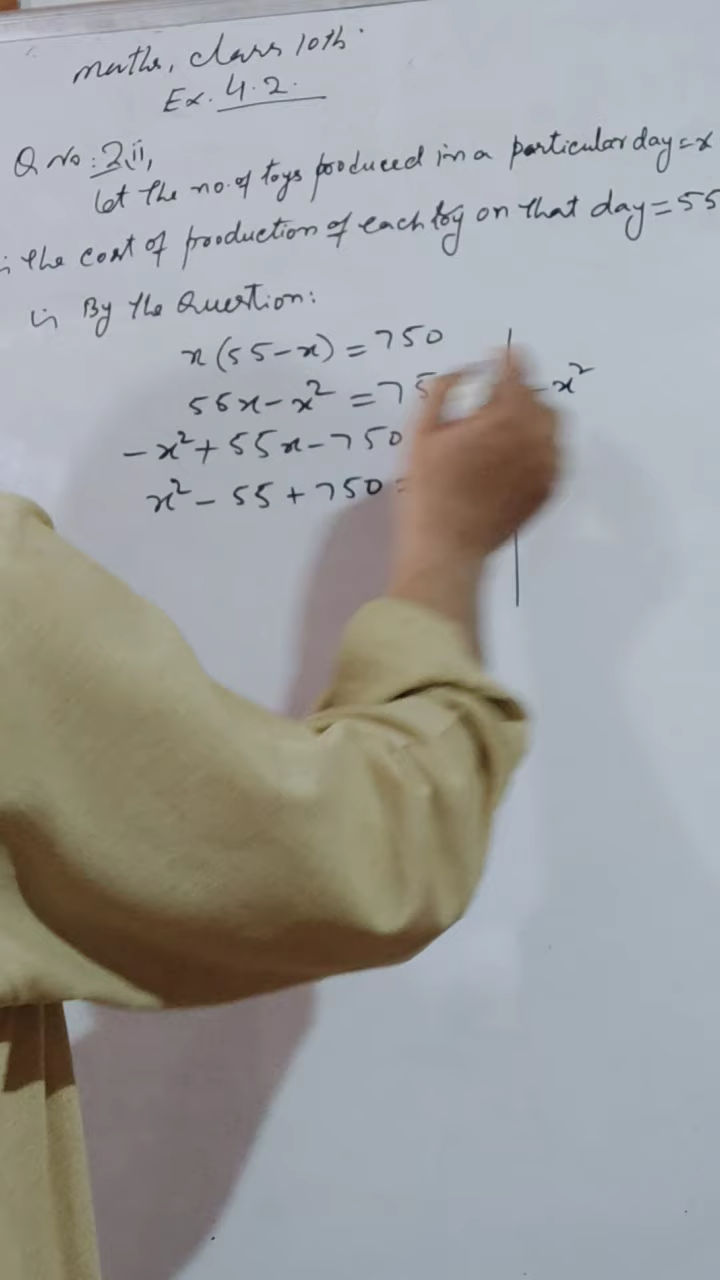 maths, class 10th.
Ex. 4.2.
Q No: 2, ii,
let the no. of toys produced in a particular day = x
∴ the cost of production of each toy on that day = 55
∴ By the Question:
x(55-x) = 750
55x - x² = 75
-x²
-x² + 55x - 750
x² - 55 + 750 =